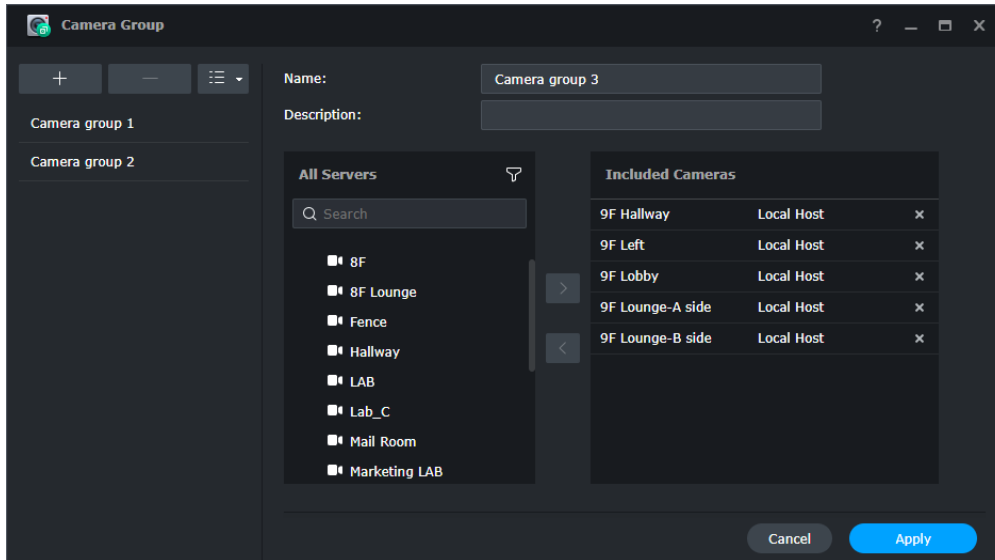 Camera Group
Name: Camera group 3
Description:
Camera group 1
Camera group 2
All Servers
Search
8F
8F Lounge
Fence
Hallway
LAB
Lab_C
Mail Room
Marketing LAB
Included Cameras
9F Hallway Local Host
9F Left Local Host
9F Lobby Local Host
9F Lounge-A side Local Host
9F Lounge-B side Local Host
Cancel Apply